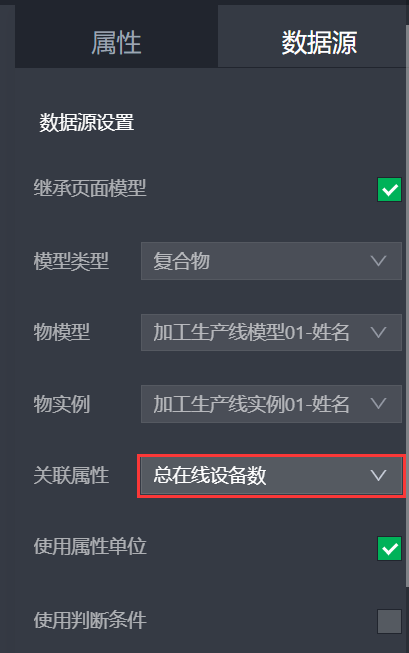 属性 数据源
数据源设置
继承页面模型
模型类型 复合物
物模型 加工生产线模型01-姓名
物实例 加工生产线实例01-姓名
关联属性 总在线设备数
使用属性单位
使用判断条件